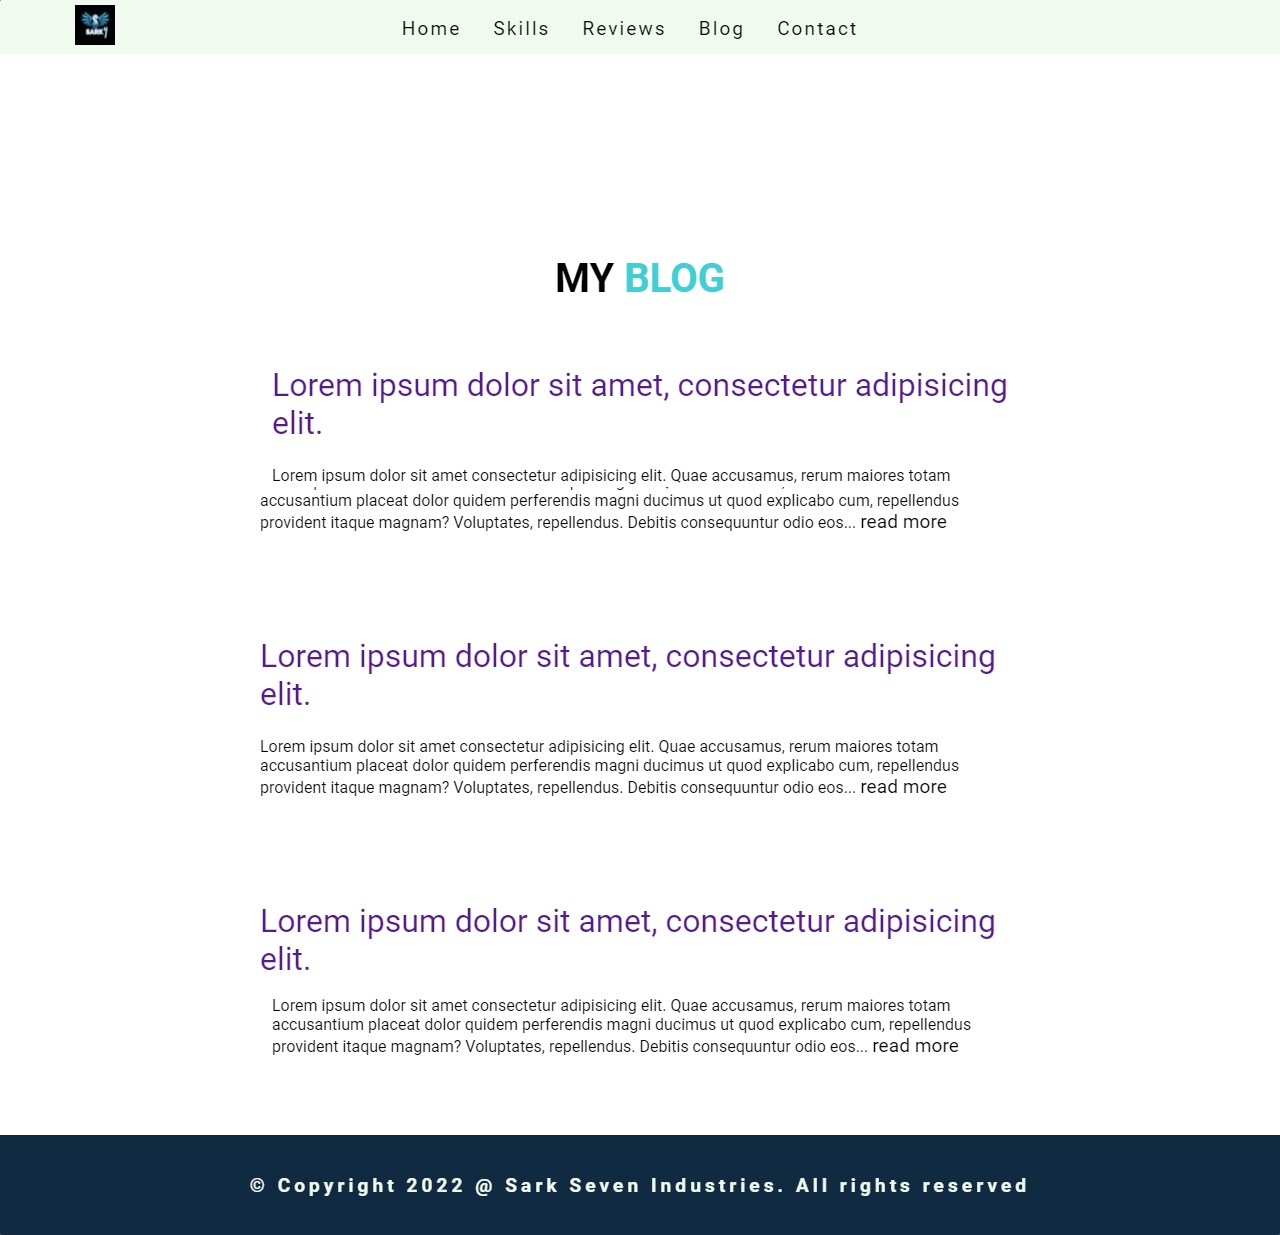 SARK7
Home Skills Reviews Blog Contact
MY BLOG
Lorem ipsum dolor sit amet, consectetur adipisicing
elit.
Lorem ipsum dolor sit amet consectetur adipisicing elit. Quae accusamus, rerum maiores totam
accusantium placeat dolor quidem perferendis magni ducimus ut quod explicabo cum, repellendus
provident itaque magnam? Voluptates, repellendus. Debitis consequuntur odio eos... read more
Lorem ipsum dolor sit amet, consectetur adipisicing
elit.
Lorem ipsum dolor sit amet consectetur adipisicing elit. Quae accusamus, rerum maiores totam
accusantium placeat dolor quidem perferendis magni ducimus ut quod explicabo cum, repellendus
provident itaque magnam? Voluptates, repellendus. Debitis consequuntur odio eos... read more
Lorem ipsum dolor sit amet, consectetur adipisicing
elit.
Lorem ipsum dolor sit amet consectetur adipisicing elit. Quae accusamus, rerum maiores totam
accusantium placeat dolor quidem perferendis magni ducimus ut quod explicabo cum, repellendus
provident itaque magnam? Voluptates, repellendus. Debitis consequuntur odio eos... read more
© Copyright 2022 @ Sark Seven Industries. All rights reserved